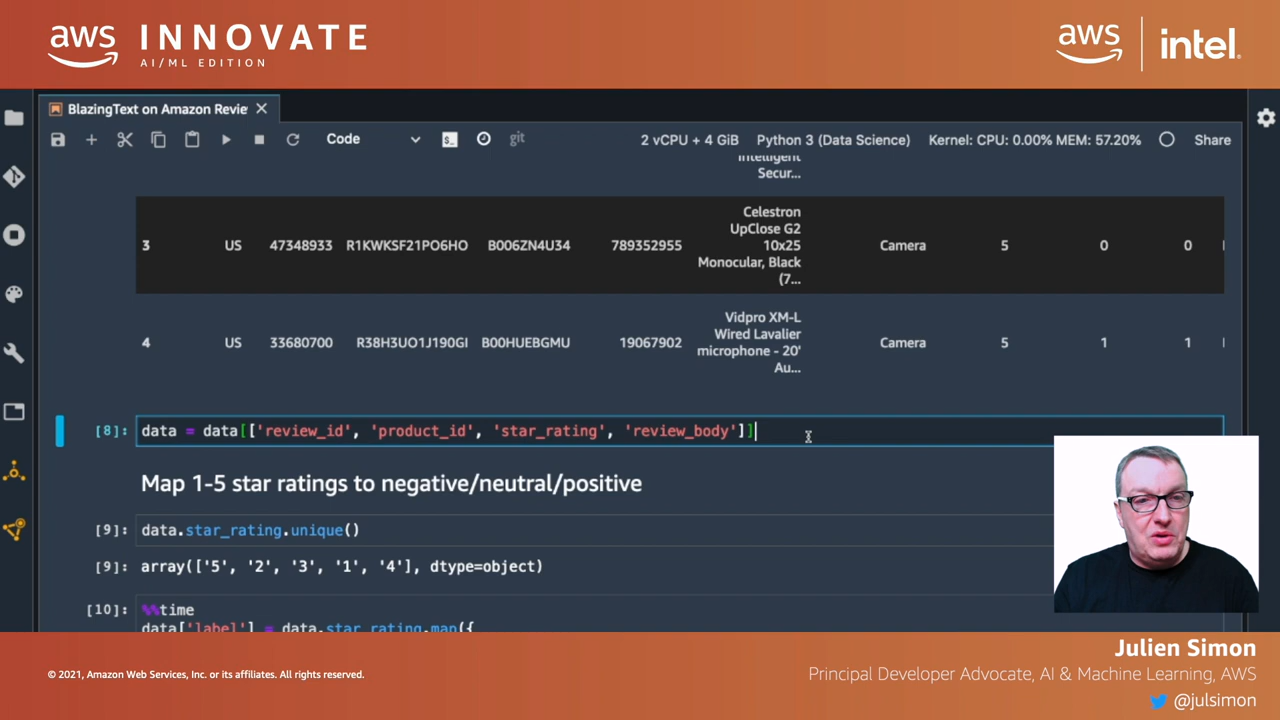 aws INNOVATE
AI/ML EDITION
aws intel.
BlazingText on Amazon Revie
Code
git
2 vCPU + 4 GiB
Python 3 (Data Science)
Kernel: CPU: 0.00% MEM: 57.20%
Share
Intelligent
Secur...
3 US 47348933 R1KWKSF21PO6HO B006ZN4U34 789352955 Celestron
UpClose G2
10x25
Monocular, Black
(7...
Camera 5 0 0
4 US 33680700 R38H3UO1J190GI B00HUEBGMU 19067902 Vidpro XM-L
Wired Lavalier
microphone - 20'
Au...
Camera 5 1 1
[8]: data = data[['review_id', 'product_id', 'star_rating', 'review_body']]
Map 1-5 star ratings to negative/neutral/positive
[9]: data.star_rating.unique()
[9]: array(['5', '2', '3', '1', '4'], dtype=object)
[10]: %%time
data['label'] = data.star_rating.map({
Julien Simon
Principal Developer Advocate, AI & Machine Learning, AWS
@julsimon
© 2021, Amazon Web Services, Inc. or its affiliates. All rights reserved.